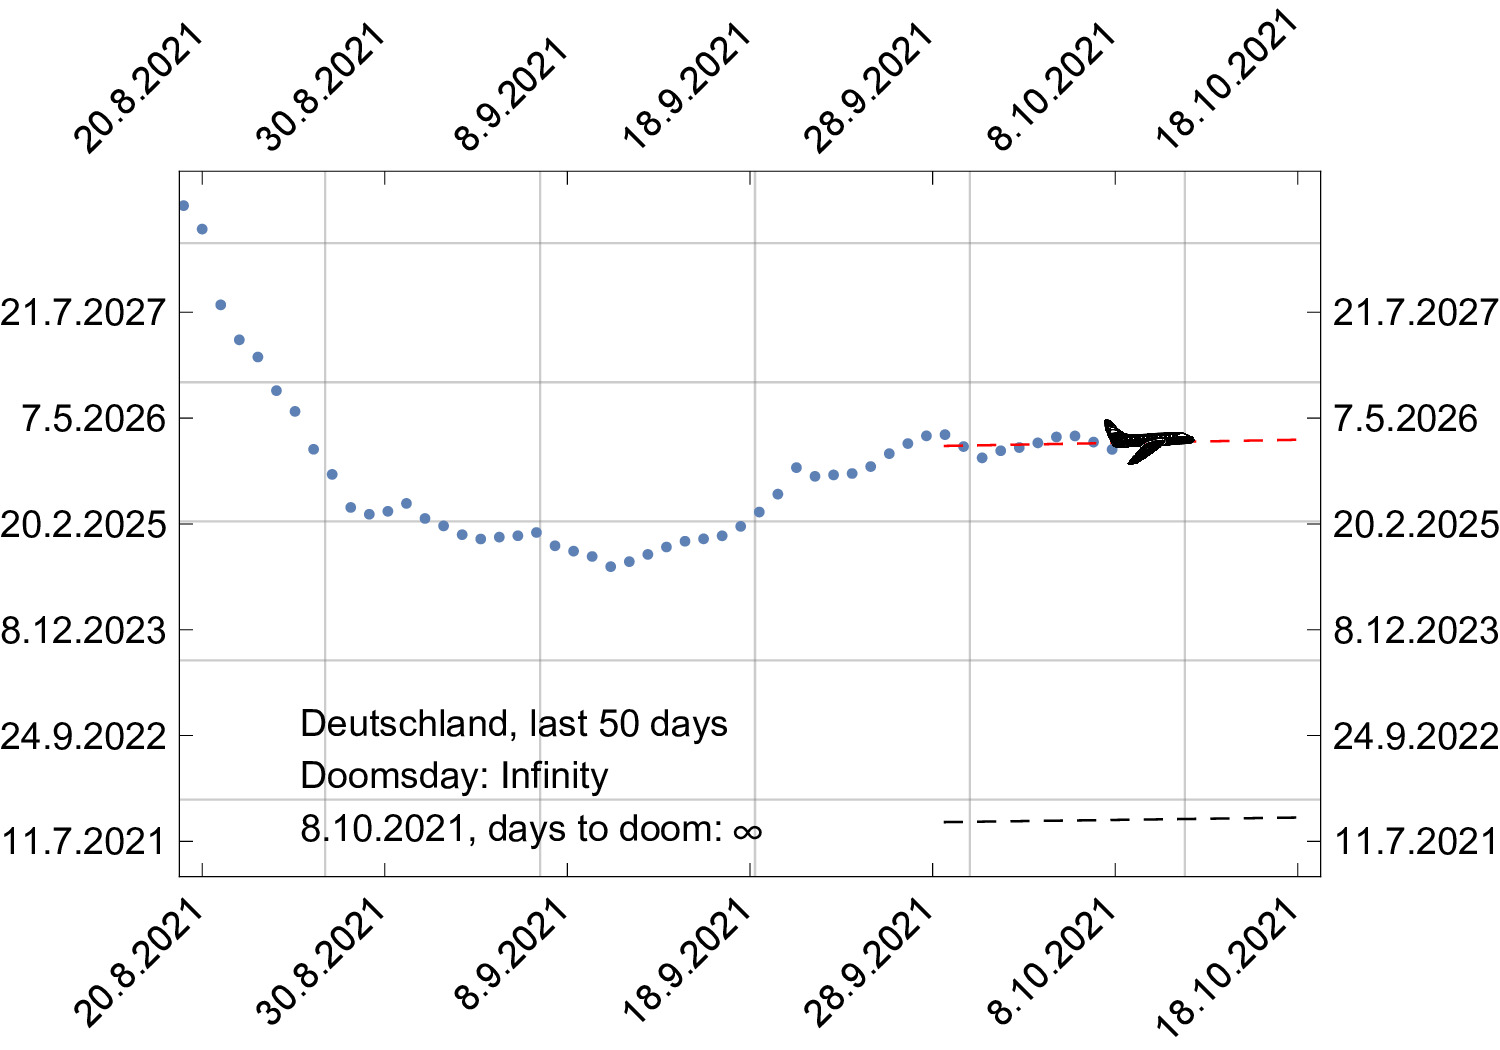 20.8.2021 30.8.2021 8.9.2021 18.9.2021 28.9.2021 8.10.2021 18.10.2021
21.7.2027 21.7.2027
7.5.2026 7.5.2026
20.2.2025 20.2.2025
8.12.2023 8.12.2023
24.9.2022 24.9.2022
Deutschland, last 50 days
Doomsday: Infinity
8.10.2021, days to doom: ∞
11.7.2021 11.7.2021
20.8.2021 30.8.2021 8.9.2021 18.9.2021 28.9.2021 8.10.2021 18.10.2021